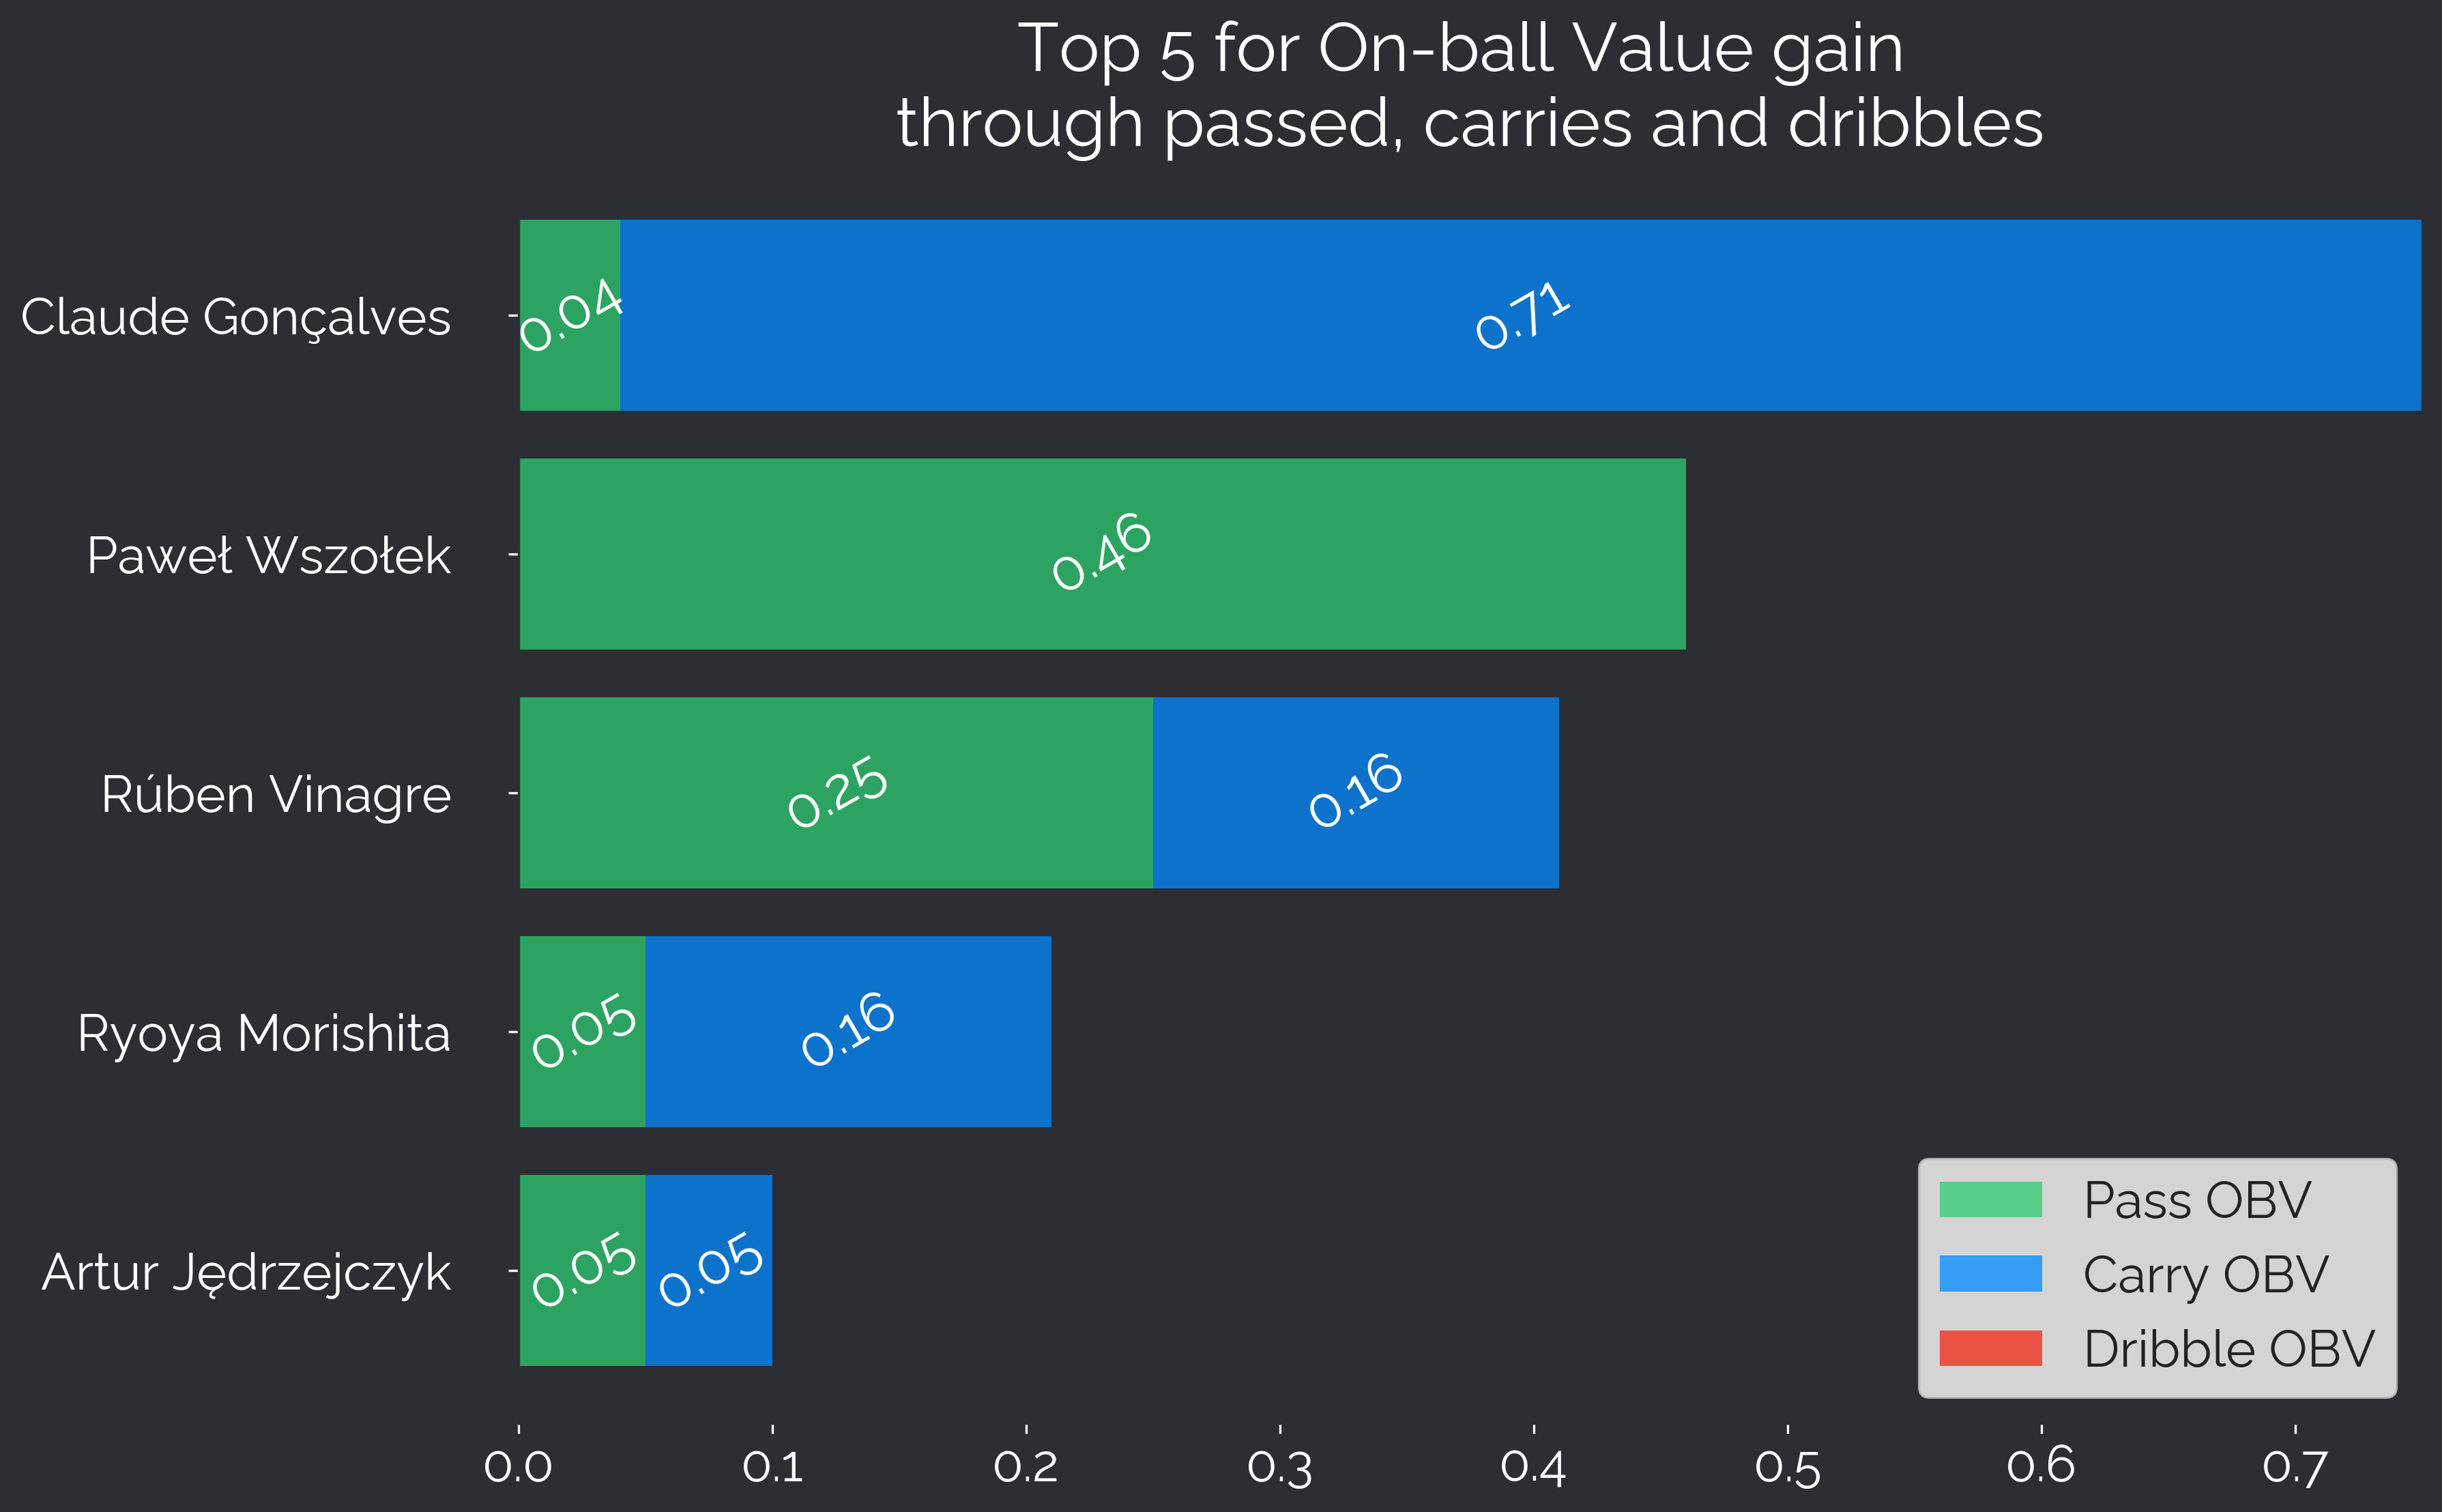 Top 5 for On-ball Value gain
through passed, carries and dribbles
Claude Gonçalves
0.04
0.71
Paweł Wszołek
0.46
Rúben Vinagre
0.25
0.16
Ryoya Morishita
0.05
0.16
Artur Jędrzejczyk
0.05
0.05
Pass OBV
Carry OBV
Dribble OBV
0.0
0.1
0.2
0.3
0.4
0.5
0.6
0.7